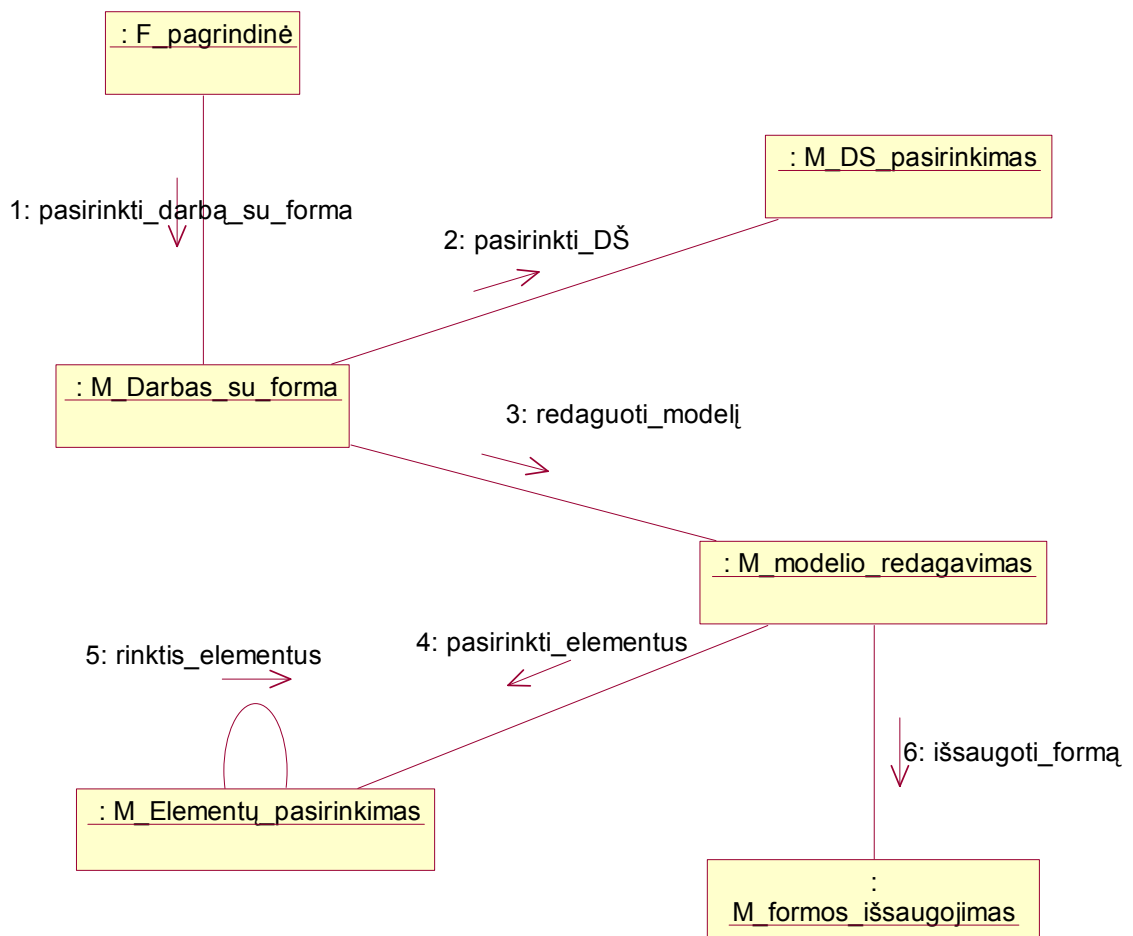 : F_pagrindinė
: M_DS_pasirinkimas
1: pasirinkti_darbą_su_forma
2: pasirinkti_DŠ
: M_Darbas_su_forma
3: redaguoti_modelį
: M_modelio_redagavimas
5: rinktis_elementus
4: pasirinkti_elementus
6: išsaugoti_formą
: M_Elementų_pasirinkimas
:
M_formos_išsaugojimas